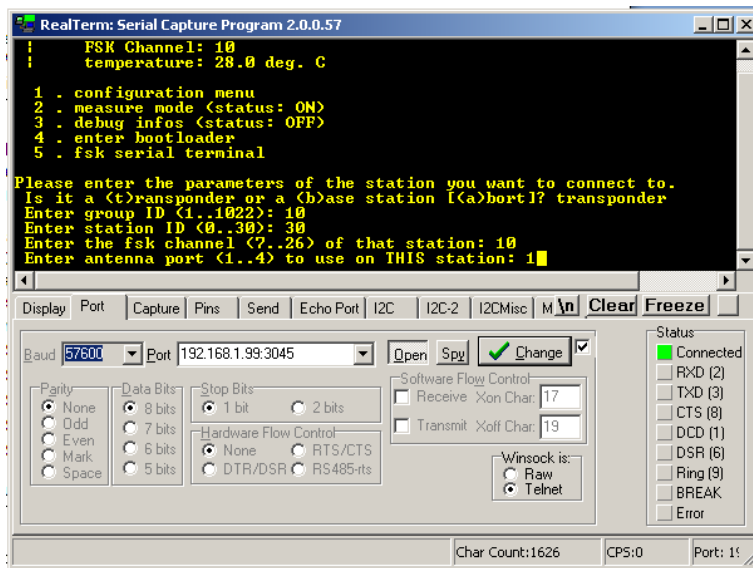 RealTerm: Serial Capture Program 2.0.0.57
FSK Channel: 10
temperature: 28.0 deg. C
1 . configuration menu
2 . measure mode (status: ON)
3 . debug infos (status: OFF)
4 . enter bootloader
5 . fsk serial terminal
Please enter the parameters of the station you want to connect to.
Is it a (t)ransponder or a (b)ase station [(a)bort]? transponder
Enter group ID (1..1022): 10
Enter station ID (0..30): 30
Enter the fsk channel (7..26) of that station: 10
Enter antenna port (1..4) to use on THIS station: 1
Display Port Capture Pins Send Echo Port I2C I2C-2 I2CMisc M \n Clear Freeze
Baud 57600 Port 192.168.1.99:3045 Open Spy Change
Status
Connected
RXD (2)
TXD (3)
CTS (8)
DCD (1)
DSR (6)
Ring (9)
BREAK
Error
Parity
None
Odd
Even
Mark
Space
Data Bits
8 bits
7 bits
6 bits
5 bits
Stop Bits
1 bit 2 bits
Hardware Flow Control
None RTS/CTS
DTR/DSR RS485-rts
Software Flow Control
Receive Xon Char: 17
Transmit Xoff Char: 19
Winsock is:
Raw
Telnet
Char Count:1626 CPS:0 Port: 19